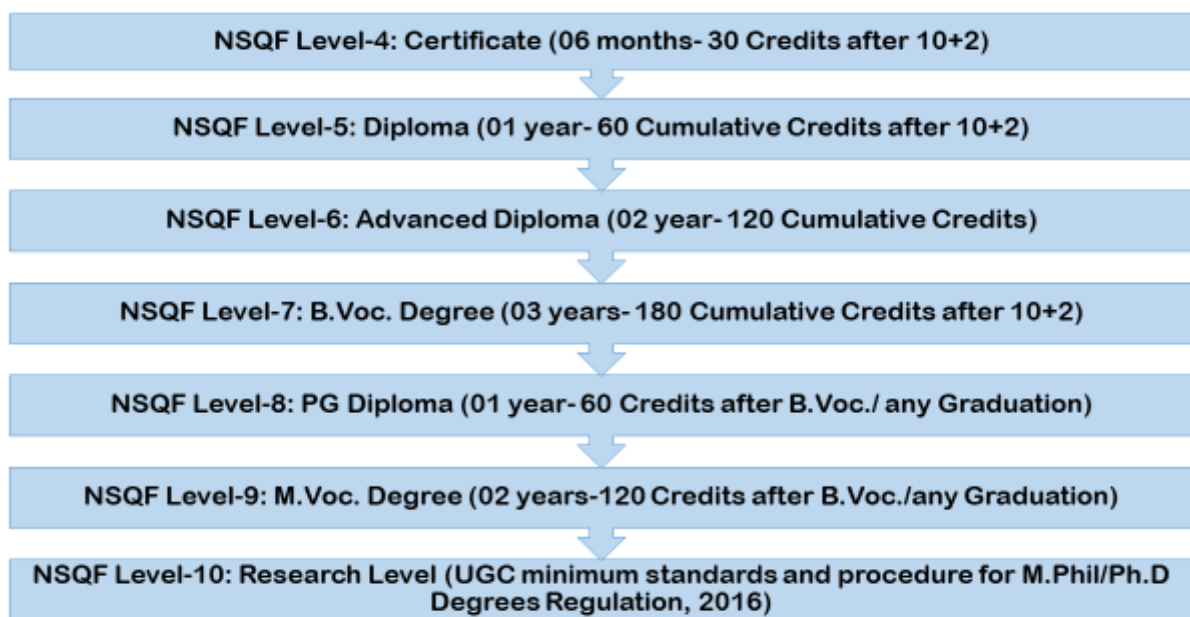 NSQF Level-4: Certificate (06 months- 30 Credits after 10+2)
NSQF Level-5: Diploma (01 year- 60 Cumulative Credits after 10+2)
NSQF Level-6: Advanced Diploma (02 year- 120 Cumulative Credits)
NSQF Level-7: B.Voc. Degree (03 years- 180 Cumulative Credits after 10+2)
NSQF Level-8: PG Diploma (01 year- 60 Credits after B.Voc./ any Graduation)
NSQF Level-9: M.Voc. Degree (02 years-120 Credits after B.Voc./any Graduation)
NSQF Level-10: Research Level (UGC minimum standards and procedure for M.Phil/Ph.D
Degrees Regulation, 2016)